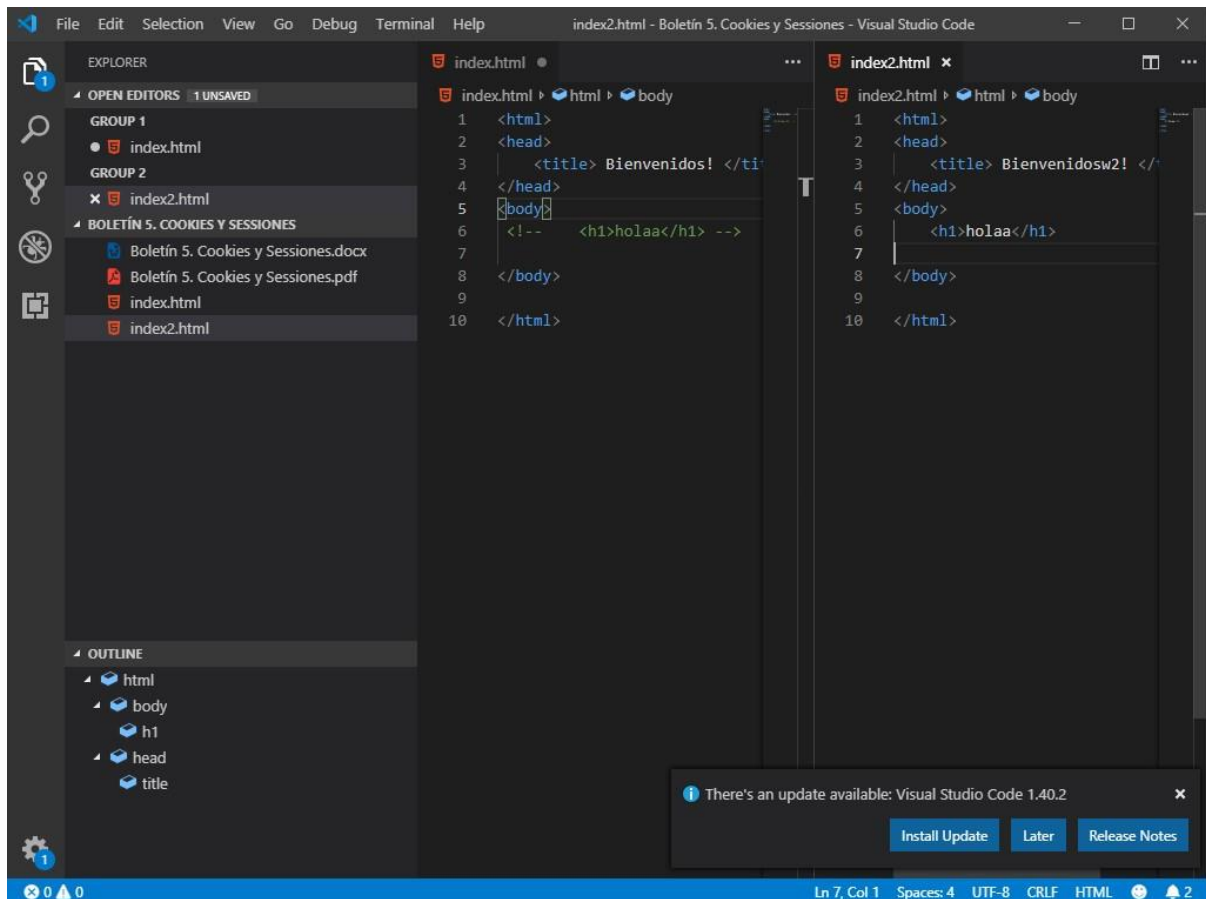 File Edit Selection View Go Debug Terminal Help index2.html - Boletín 5. Cookies y Sessiones - Visual Studio Code
1
EXPLORER
OPEN EDITORS 1 UNSAVED
GROUP 1
index.html
GROUP 2
index2.html
BOLETÍN 5. COOKIES Y SESSIONES
Boletín 5. Cookies y Sessiones.docx
Boletín 5. Cookies y Sessiones.pdf
index.html
index2.html
OUTLINE
html
body
h1
head
title
1
index.html
index.html html body
1 <html>
2 <head>
3 <title> Bienvenidos! </tit
4 </head>
5 <body>
6 <!-- <h1>holaa</h1> -->
7
8 </body>
9
10 </html>
index2.html
index2.html html body
1 <html>
2 <head>
3 <title> Bienvenidosw2! </
4 </head>
5 <body>
6 <h1>holaa</h1>
7
8 </body>
9
10 </html>
There's an update available: Visual Studio Code 1.40.2
Install Update Later Release Notes
0 0 Ln 7, Col 1 Spaces: 4 UTF-8 CRLF HTML 2